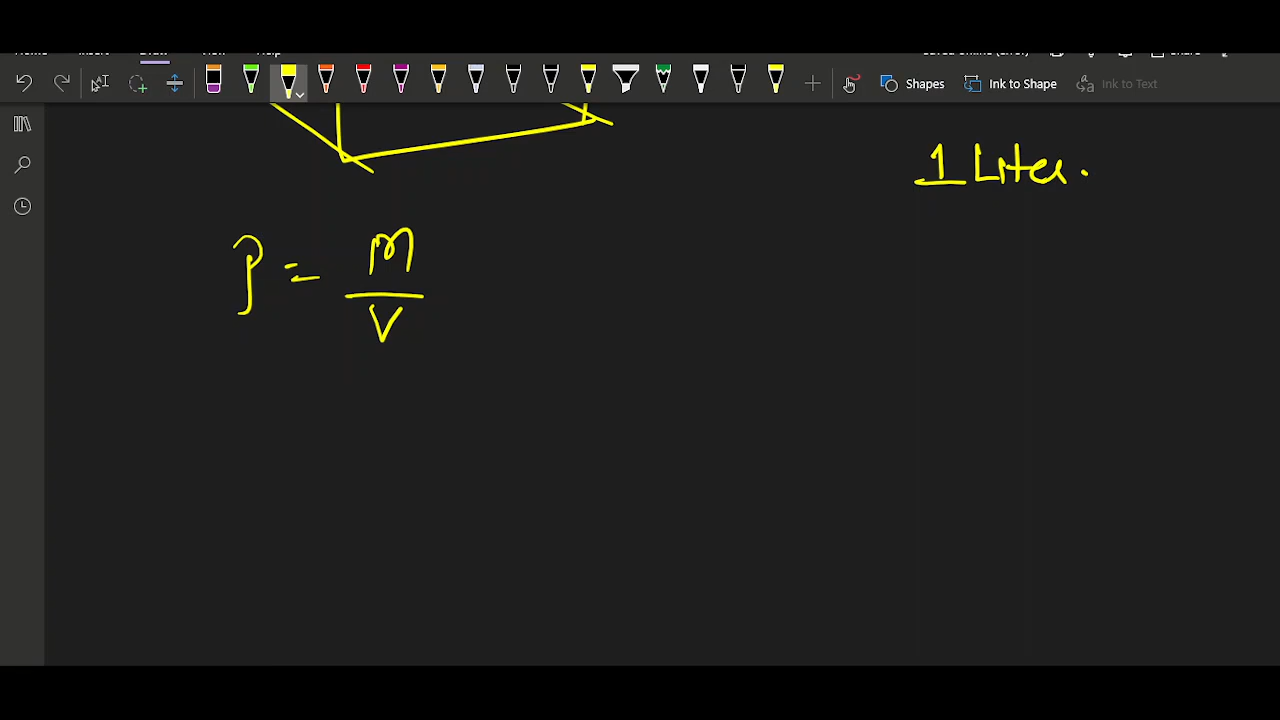 Shapes
Ink to Shape
Ink to Text
1 Liter.
ρ = m
V